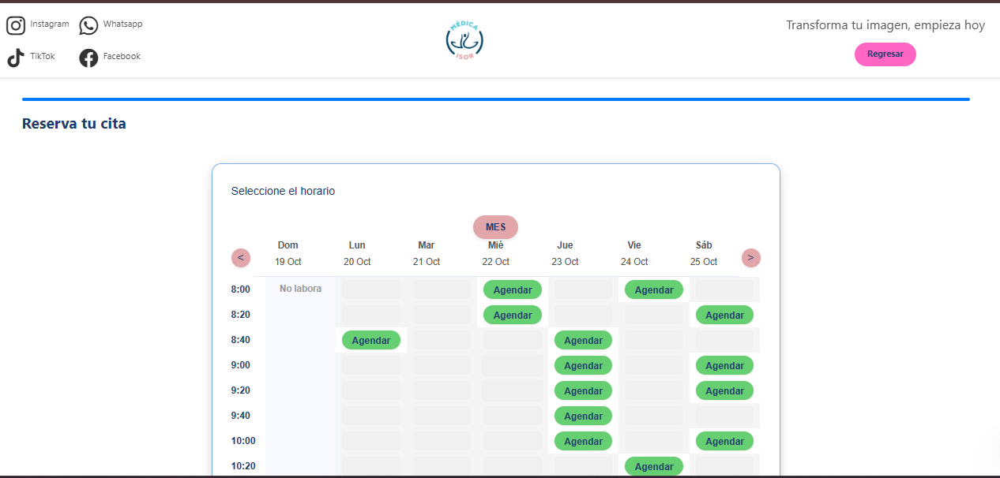 Instagram Whatsapp
TikTok Facebook
MÉDICA
ISOR
Transforma tu imagen, empieza hoy
Regresar
Reserva tu cita
Seleccione el horario
MES
Dom Lun Mar Mié Jue Vie Sáb
< 19 Oct 20 Oct 21 Oct 22 Oct 23 Oct 24 Oct 25 Oct >
8:00 No labora Agendar Agendar
8:20 Agendar Agendar
8:40 Agendar Agendar
9:00 Agendar Agendar
9:20 Agendar Agendar
9:40 Agendar
10:00 Agendar Agendar
10:20 Agendar